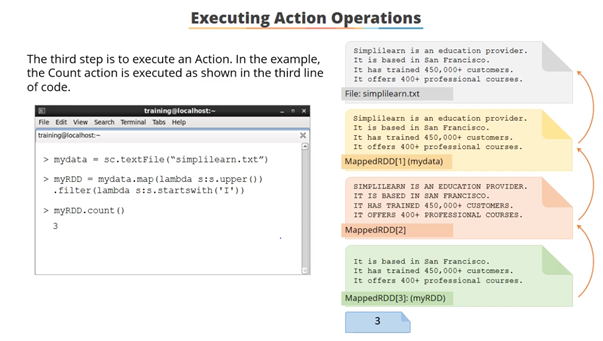 Executing Action Operations
The third step is to execute an Action. In the example,
the Count action is executed as shown in the third line
of code.
training@localhost:~
File Edit View Search Terminal Tabs Help
training@localhost:~
> mydata = sc.textFile("simplilearn.txt")
> myRDD = mydata.map(lambda s:s.upper())
.filter(lambda s:s.startswith('I'))
> myRDD.count()
3
Simplilearn is an education provider.
It is based in San Francisco.
It has trained 450,000+ customers.
It offers 400+ professional courses.
File: simplilearn.txt
Simplilearn is an education provider.
It is based in San Francisco.
It has trained 450,000+ customers.
It offers 400+ professional courses.
MappedRDD[1] (mydata)
SIMPLILEARN IS AN EDUCATION PROVIDER.
IT IS BASED IN SAN FRANCISCO.
IT HAS TRAINED 450,000+ CUSTOMERS.
IT OFFERS 400+ PROFESSIONAL COURSES.
MappedRDD[2]
It is based in San Francisco.
It has trained 450,000+ customers.
It offers 400+ professional courses.
MappedRDD[3]: (myRDD)
3